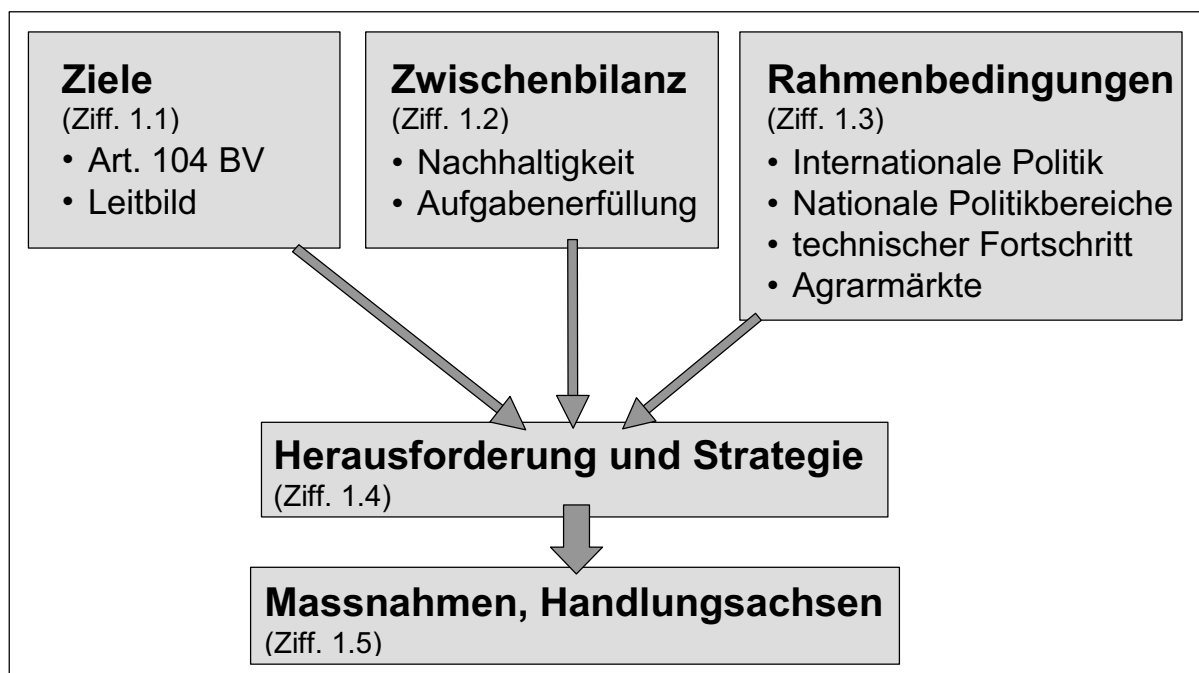 Ziele
(Ziff. 1.1)
• Art. 104 BV
• Leitbild
Zwischenbilanz
(Ziff. 1.2)
• Nachhaltigkeit
• Aufgabenerfüllung
Rahmenbedingungen
(Ziff. 1.3)
• Internationale Politik
• Nationale Politikbereiche
• technischer Fortschritt
• Agrarmärkte
Herausforderung und Strategie
(Ziff. 1.4)
Massnahmen, Handlungsachsen
(Ziff. 1.5)